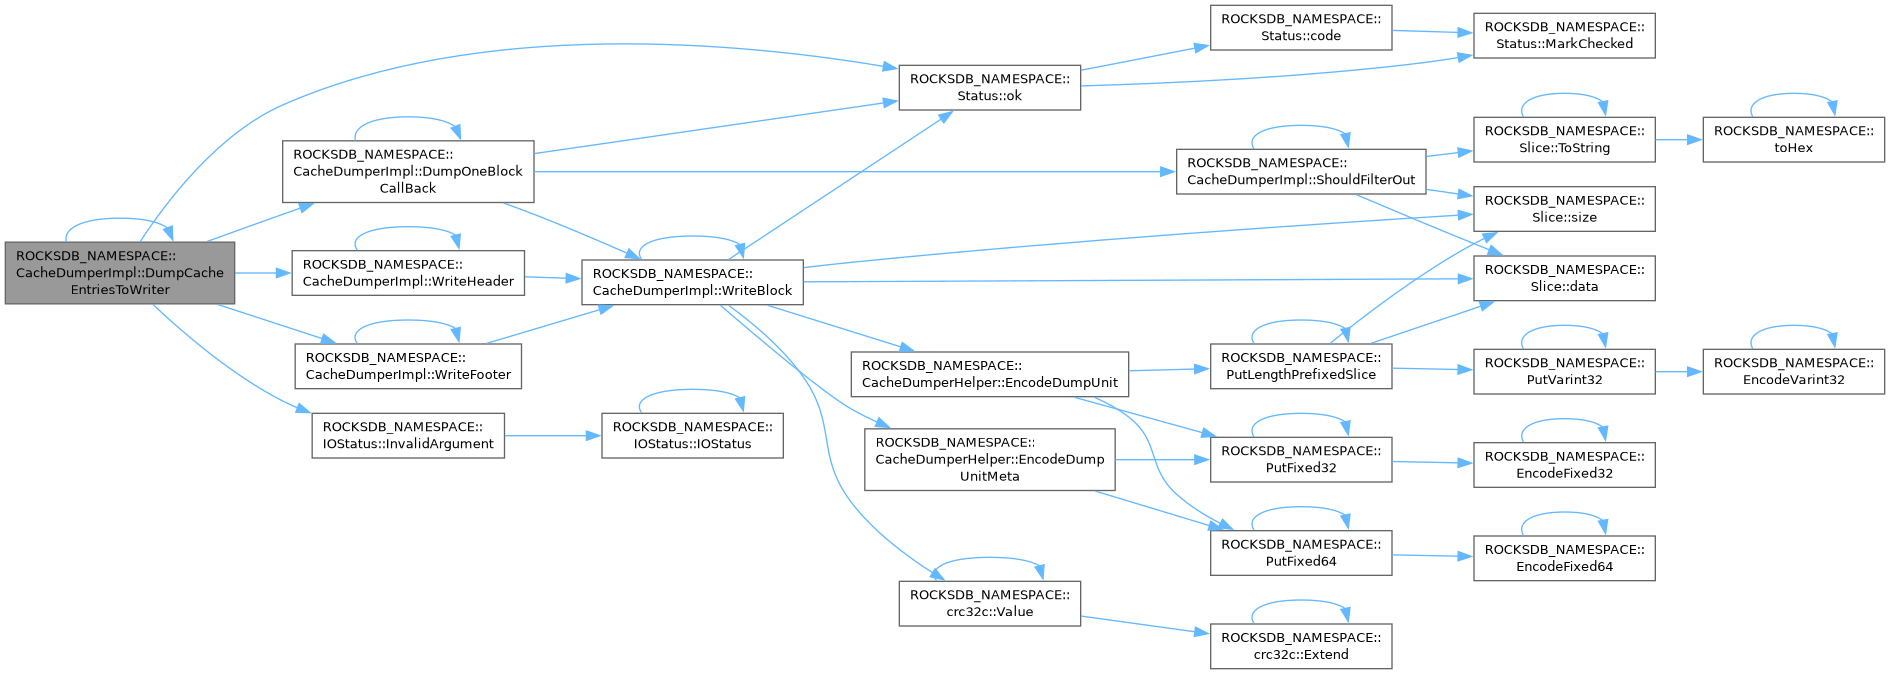 ROCKSDB_NAMESPACE::
CacheDumperImpl::DumpCache
EntriesToWriter
ROCKSDB_NAMESPACE::
CacheDumperImpl::DumpOneBlock
CallBack
ROCKSDB_NAMESPACE::
CacheDumperImpl::WriteHeader
ROCKSDB_NAMESPACE::
CacheDumperImpl::WriteFooter
ROCKSDB_NAMESPACE::
IOStatus::InvalidArgument
ROCKSDB_NAMESPACE::
CacheDumperImpl::WriteBlock
ROCKSDB_NAMESPACE::
IOStatus::IOStatus
ROCKSDB_NAMESPACE::
Status::ok
ROCKSDB_NAMESPACE::
CacheDumperHelper::EncodeDumpUnit
ROCKSDB_NAMESPACE::
CacheDumperHelper::EncodeDump
UnitMeta
ROCKSDB_NAMESPACE::
crc32c::Value
ROCKSDB_NAMESPACE::
Status::code
ROCKSDB_NAMESPACE::
CacheDumperImpl::ShouldFilterOut
ROCKSDB_NAMESPACE::
PutLengthPrefixedSlice
ROCKSDB_NAMESPACE::
PutFixed32
ROCKSDB_NAMESPACE::
PutFixed64
ROCKSDB_NAMESPACE::
crc32c::Extend
ROCKSDB_NAMESPACE::
Status::MarkChecked
ROCKSDB_NAMESPACE::
Slice::ToString
ROCKSDB_NAMESPACE::
Slice::size
ROCKSDB_NAMESPACE::
Slice::data
ROCKSDB_NAMESPACE::
PutVarint32
ROCKSDB_NAMESPACE::
EncodeFixed32
ROCKSDB_NAMESPACE::
EncodeFixed64
ROCKSDB_NAMESPACE::
toHex
ROCKSDB_NAMESPACE::
EncodeVarint32